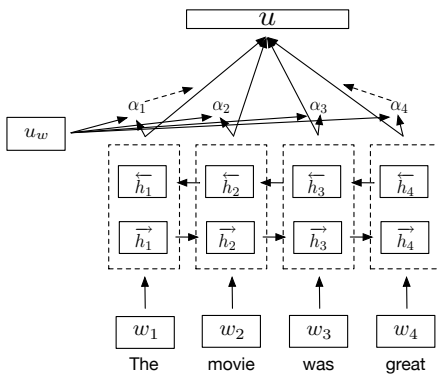 u
α₁ α₂ α₃ α₄
u_w
←h₁ ←h₂ ←h₃ ←h₄
→h₁ →h₂ →h₃ →h₄
w₁ w₂ w₃ w₄
The movie was great